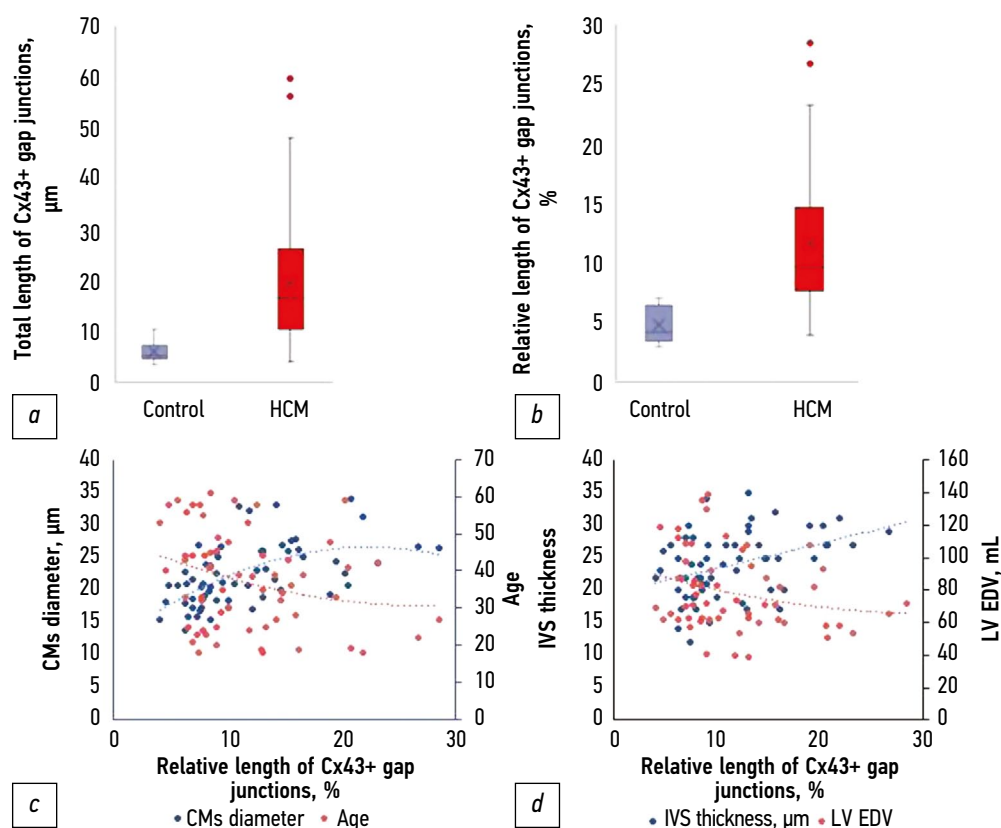 Total length of Cx43+ gap junctions,
μm
70
60
50
40
30
20
10
0
Control
HCM
a
Relative length of Cx43+ gap junctions,
%
30
25
20
15
10
5
0
Control
HCM
b
CMs diameter, μm
40
35
30
25
20
15
10
5
0
70
60
50
40
30
20
10
0
Age
0
10
20
30
Relative length of Cx43+ gap
junctions, %
CMs diameter
Age
c
IVS thickness
40
35
30
25
20
15
10
5
0
160
140
120
100
80
60
40
20
0
LV EDV, mL
0
10
20
30
Relative length of Cx43+ gap
junctions, %
IVS thickness, μm
LV EDV
d